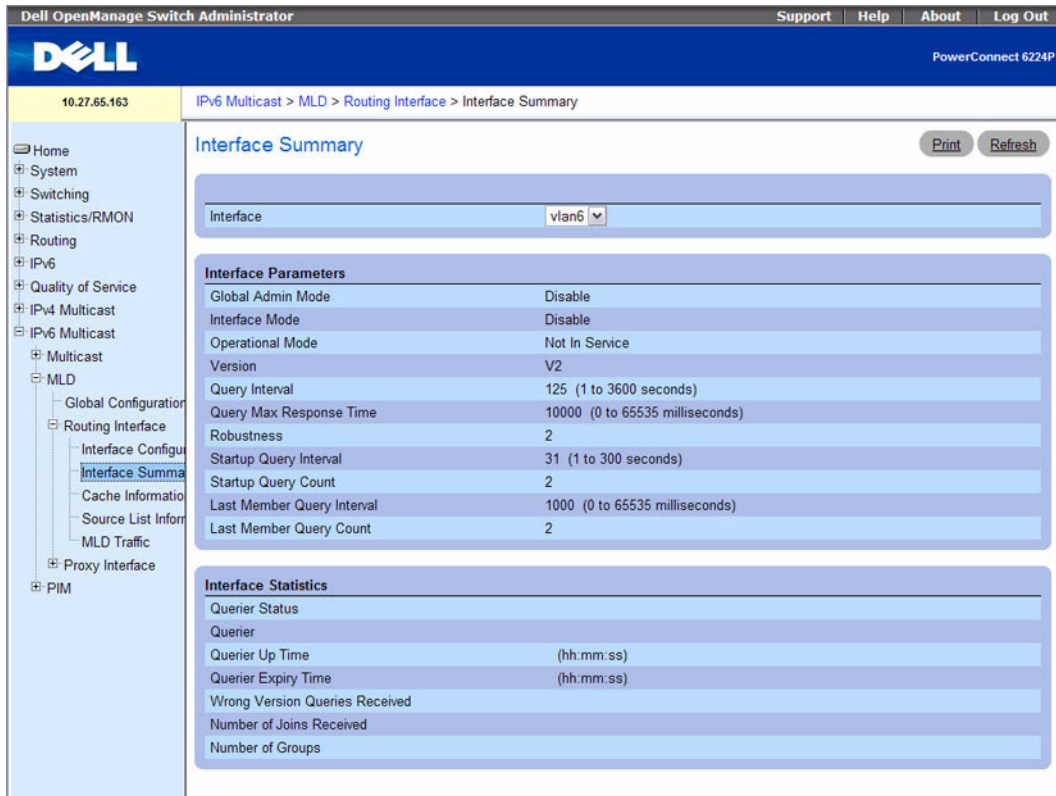 Dell OpenManage Switch Administrator
Support | Help | About | Log Out
DELL
PowerConnect 6224P
10.27.65.163
IPv6 Multicast > MLD > Routing Interface > Interface Summary
Home
System
Switching
Statistics/RMON
Routing
IPv6
Quality of Service
IPv4 Multicast
IPv6 Multicast
Multicast
MLD
Global Configuration
Routing Interface
Interface Configu
Interface Summa
Cache Informatio
Source List Inform
MLD Traffic
Proxy Interface
PIM
Interface Summary
Print
Refresh
Interface vlan6
Interface Parameters
Global Admin Mode Disable
Interface Mode Disable
Operational Mode Not In Service
Version V2
Query Interval 125 (1 to 3600 seconds)
Query Max Response Time 10000 (0 to 65535 milliseconds)
Robustness 2
Startup Query Interval 31 (1 to 300 seconds)
Startup Query Count 2
Last Member Query Interval 1000 (0 to 65535 milliseconds)
Last Member Query Count 2
Interface Statistics
Querier Status
Querier
Querier Up Time (hh:mm:ss)
Querier Expiry Time (hh:mm:ss)
Wrong Version Queries Received
Number of Joins Received
Number of Groups